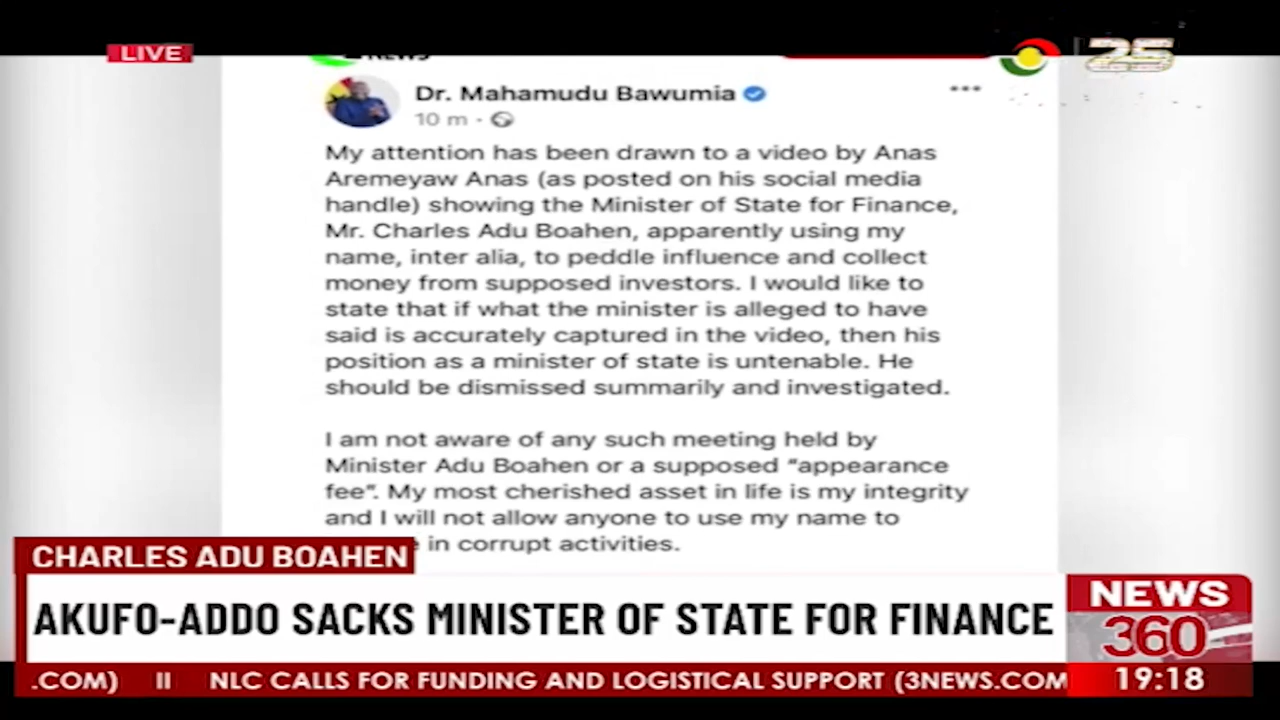 LIVE
NEWS
25
Dr. Mahamudu Bawumia
10 m ·
My attention has been drawn to a video by Anas
Aremeyaw Anas (as posted on his social media
handle) showing the Minister of State for Finance,
Mr. Charles Adu Boahen, apparently using my
name, inter alia, to peddle influence and collect
money from supposed investors. I would like to
state that if what the minister is alleged to have
said is accurately captured in the video, then his
position as a minister of state is untenable. He
should be dismissed summarily and investigated.
I am not aware of any such meeting held by
Minister Adu Boahen or a supposed “appearance
fee”. My most cherished asset in life is my integrity
and I will not allow anyone to use my name to
in corrupt activities.
CHARLES ADU BOAHEN
AKUFO-ADDO SACKS MINISTER OF STATE FOR FINANCE
NEWS
360
.COM) II NLC CALLS FOR FUNDING AND LOGISTICAL SUPPORT (3NEWS.COM
19:18